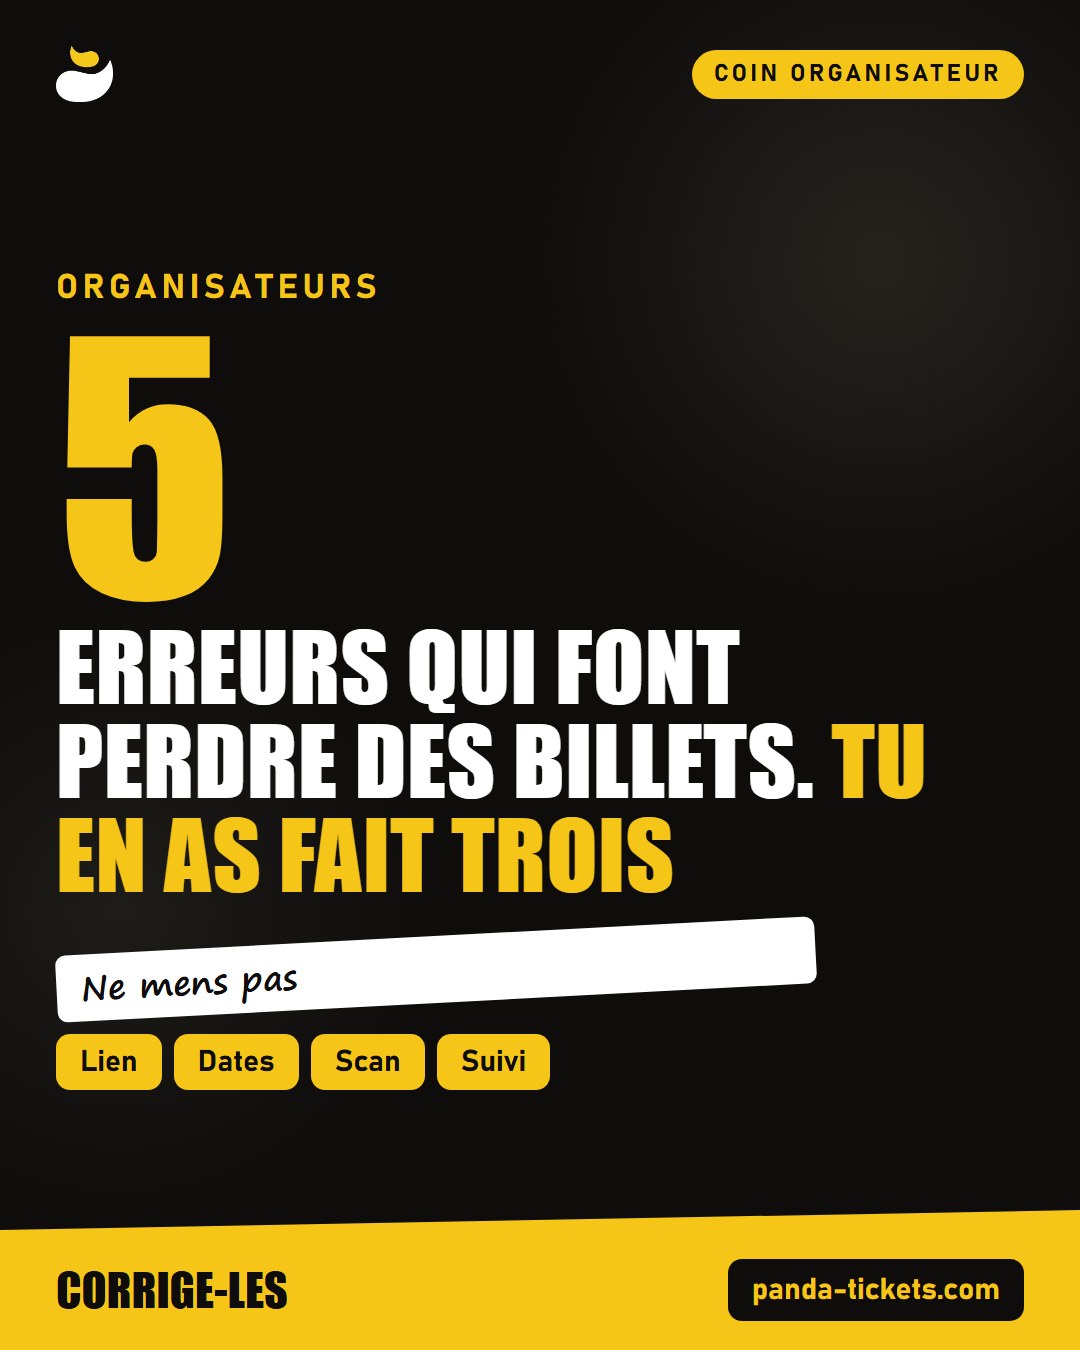 COIN ORGANISATEUR
ORGANISATEURS
5
ERREURS QUI FONT
PERDRE DES BILLETS. TU
EN AS FAIT TROIS
Ne mens pas
Lien Dates Scan Suivi
CORRIGE-LES
panda-tickets.com